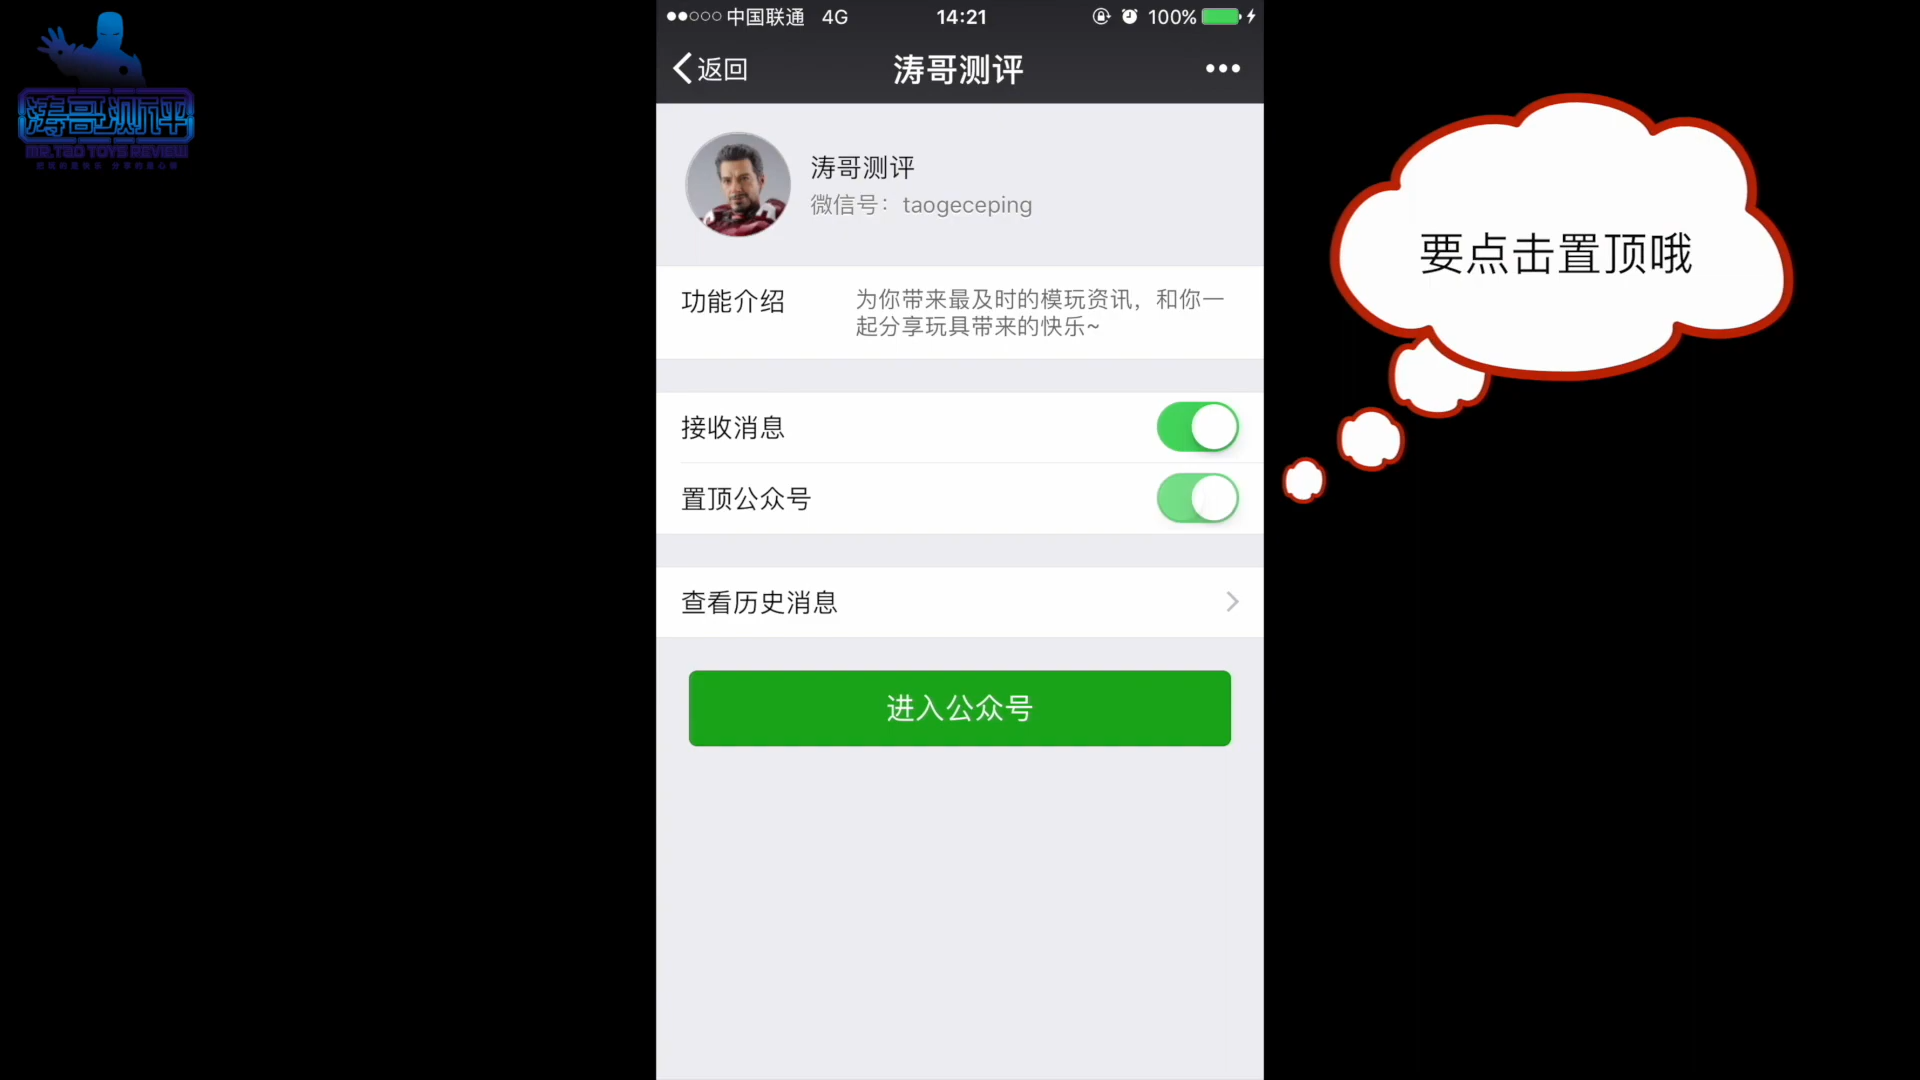 涛哥测评
MR.TAO TOYS REVIEW
中国联通 4G 14:21 100%
返回 涛哥测评
涛哥测评
微信号：taogeceping
功能介绍 为你带来最及时的模玩资讯，和你一
起分享玩具带来的快乐~
接收消息
置顶公众号
查看历史消息
进入公众号
要点击置顶哦